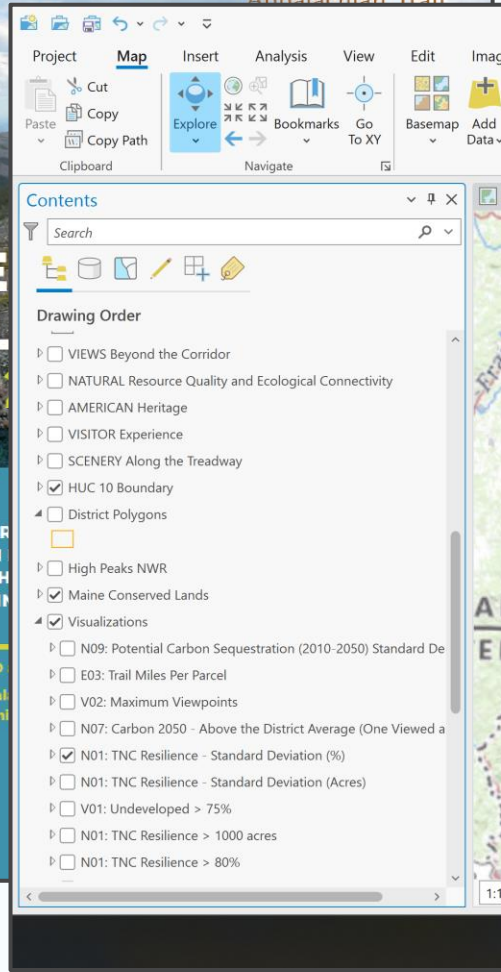 Appalachian Trail
Project Map Insert Analysis View Edit Imag
Paste
Cut
Copy
Copy Path
Clipboard
Explore
Bookmarks
Go To XY
Navigate
Basemap
Add Data
Contents
Search
Drawing Order
VIEWS Beyond the Corridor
NATURAL Resource Quality and Ecological Connectivity
AMERICAN Heritage
VISITOR Experience
SCENERY Along the Treadway
HUC 10 Boundary
District Polygons
High Peaks NWR
Maine Conserved Lands
Visualizations
N09: Potential Carbon Sequestration (2010-2050) Standard De
E03: Trail Miles Per Parcel
V02: Maximum Viewpoints
N07: Carbon 2050 - Above the District Average (One Viewed a
N01: TNC Resilience - Standard Deviation (%)
N01: TNC Resilience - Standard Deviation (Acres)
V01: Undeveloped > 75%
N01: TNC Resilience > 1000 acres
N01: TNC Resilience > 80%
1:1